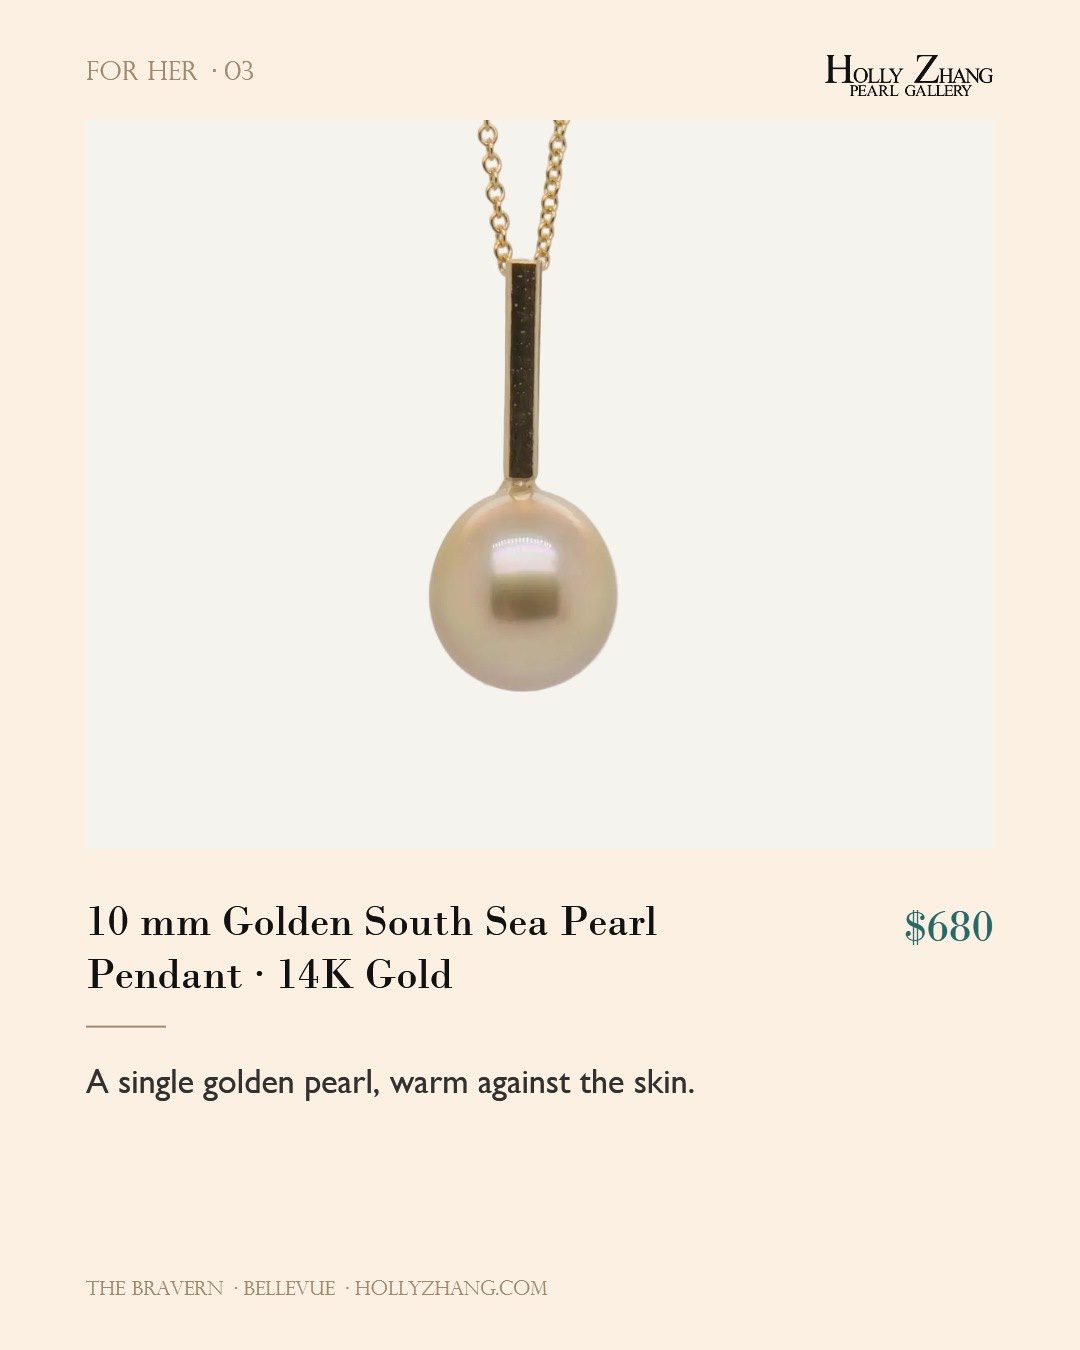 FOR HER · 03
HOLLY ZHANG
PEARL GALLERY
10 mm Golden South Sea Pearl
Pendant · 14K Gold
$680
A single golden pearl, warm against the skin.
THE BRAVERN · BELLEVUE · HOLLYZHANG.COM